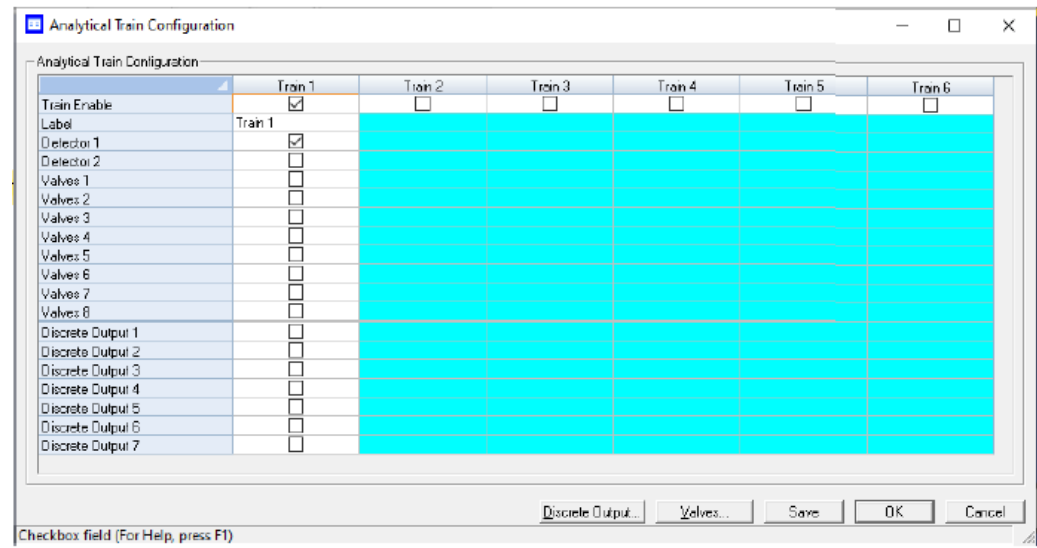 Analytical Train Configuration
Analytical Train Configuration
Train 1 Train 2 Train 3 Train 4 Train 5 Train 6
Train Enable
Label Train 1
Detector 1
Detector 2
Valves 1
Valves 2
Valves 3
Valves 4
Valves 5
Valves 6
Valves 7
Valves 8
Discrete Output 1
Discrete Output 2
Discrete Output 3
Discrete Output 4
Discrete Output 5
Discrete Output 6
Discrete Output 7
Discrete Output... Valves... Save OK Cancel
Checkbox field (For Help, press F1)